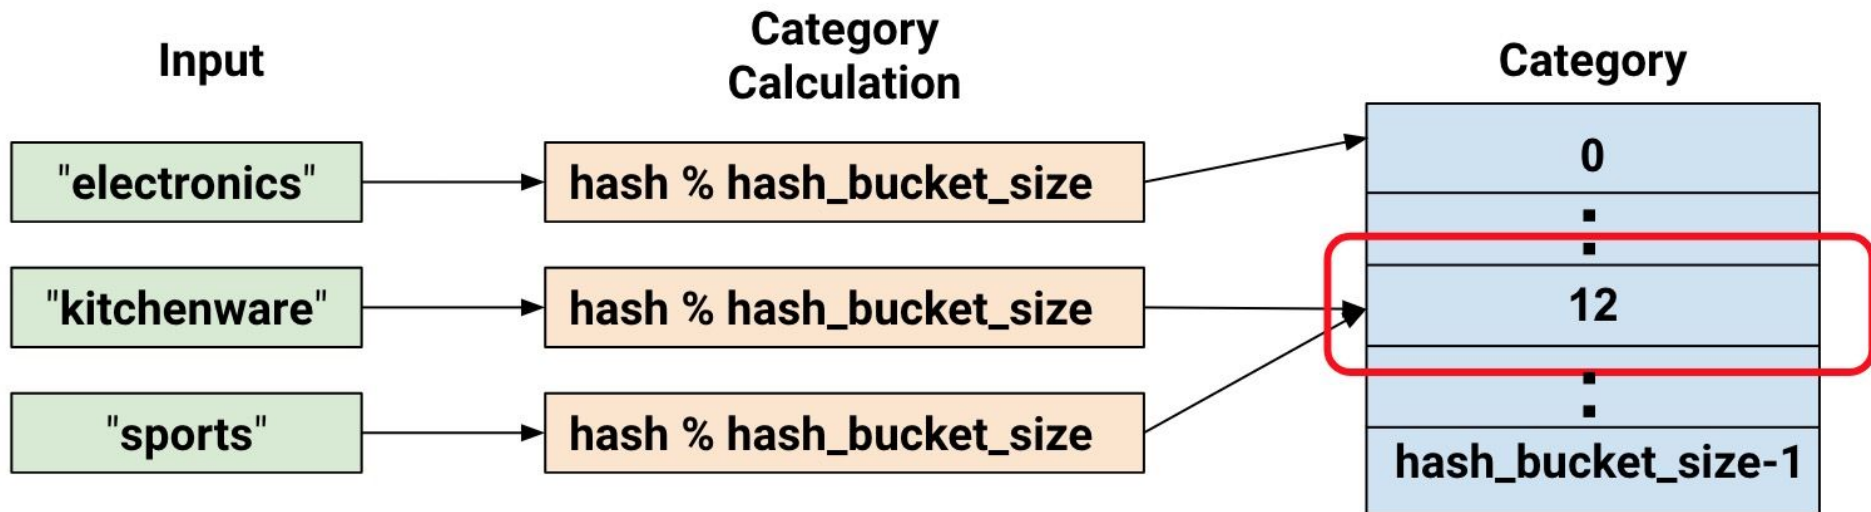 Input
Category
Calculation
Category
"electronics"
hash % hash_bucket_size
0
"kitchenware"
hash % hash_bucket_size
12
"sports"
hash % hash_bucket_size
hash_bucket_size-1